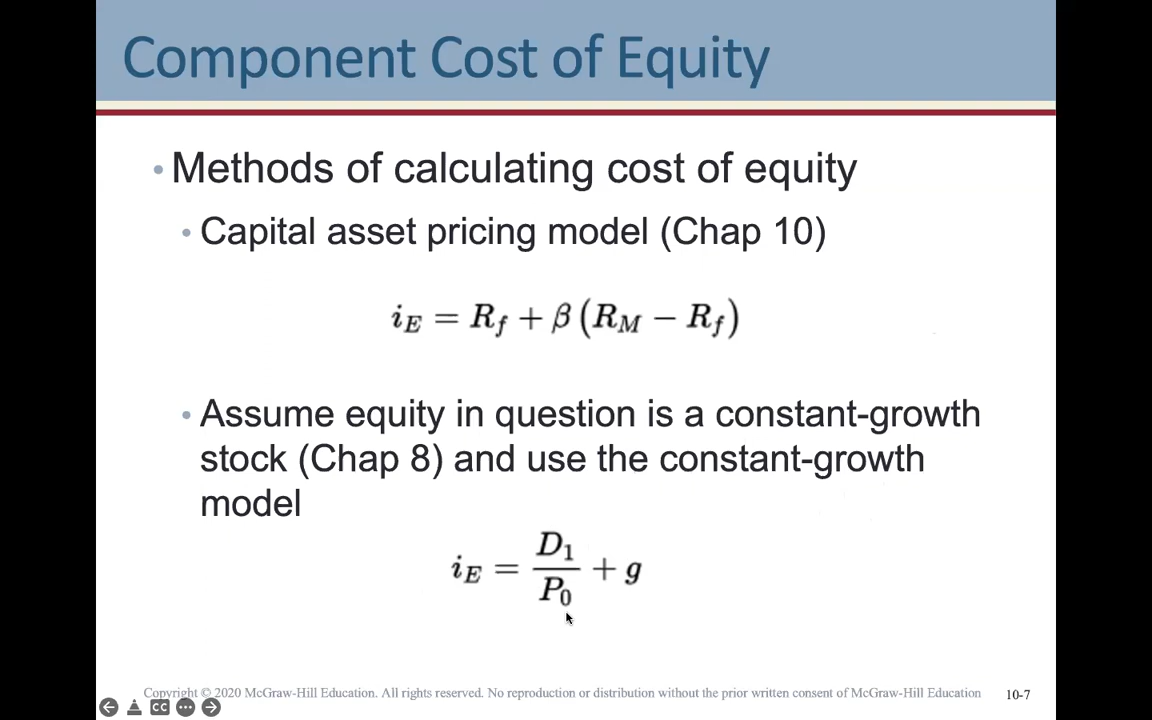 Component Cost of Equity
• Methods of calculating cost of equity
• Capital asset pricing model (Chap 10)
i_E = R_f + β (R_M − R_f)
• Assume equity in question is a constant-growth
stock (Chap 8) and use the constant-growth
model
i_E = D_1 / P_0 + g
Copyright © 2020 McGraw-Hill Education. All rights reserved. No reproduction or distribution without the prior written consent of McGraw-Hill Education
10-7
CC